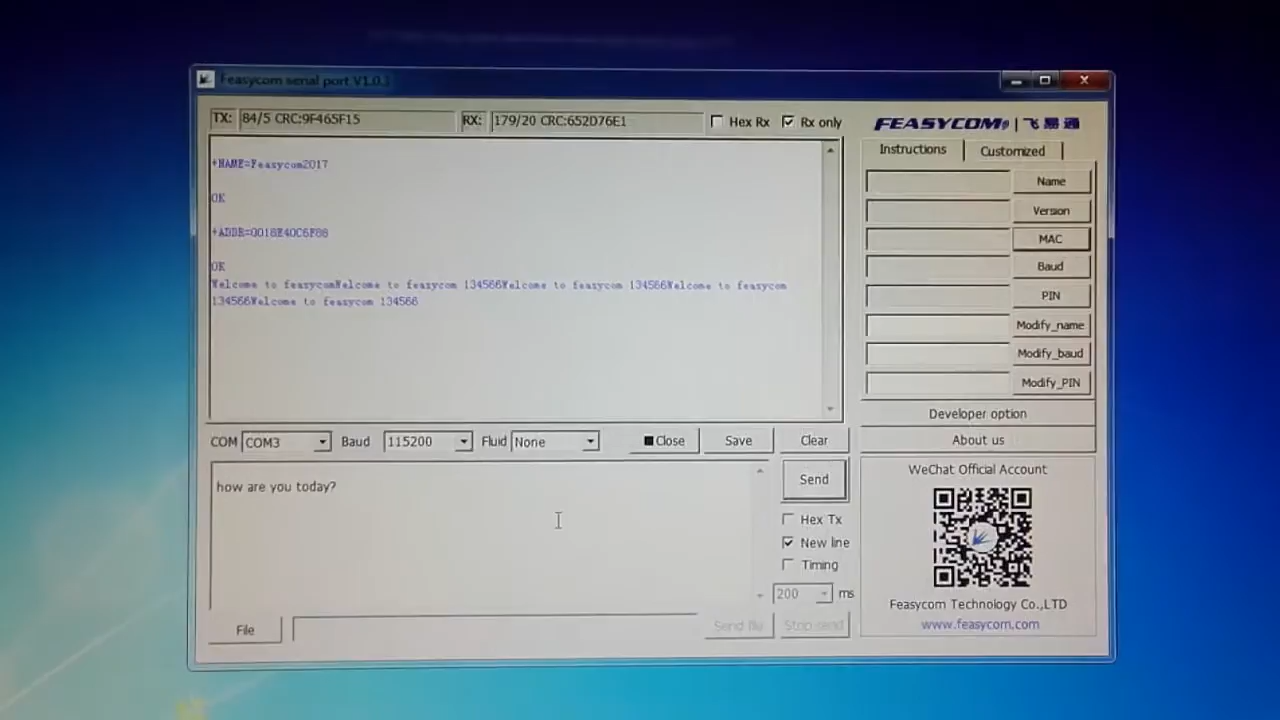 Feasycom serial port V1.0.3
TX: 84/5 CRC:9F465F15 RX: 179/20 CRC:652D76E1 Hex Rx Rx only
FEASYCOM | 飞易通
Instructions Customized
+NAME=Feasycom2017
OK
+ADDR=0018E40C6F88
OK
Welcome to feasycomWelcome to feasycom 134566Welcome to feasycom 134566Welcome to feasycom
134566Welcome to feasycom 134566
Name
Version
MAC
Baud
PIN
Modify_name
Modify_baud
Modify_PIN
Developer option
About us
COM COM3 Baud 115200 Fluid None Close Save Clear
how are you today?
Send
Hex Tx
New line
Timing
200 ms
File Send file Stop send
WeChat Official Account
Feasycom Technology Co.,LTD
www.feasycom.com